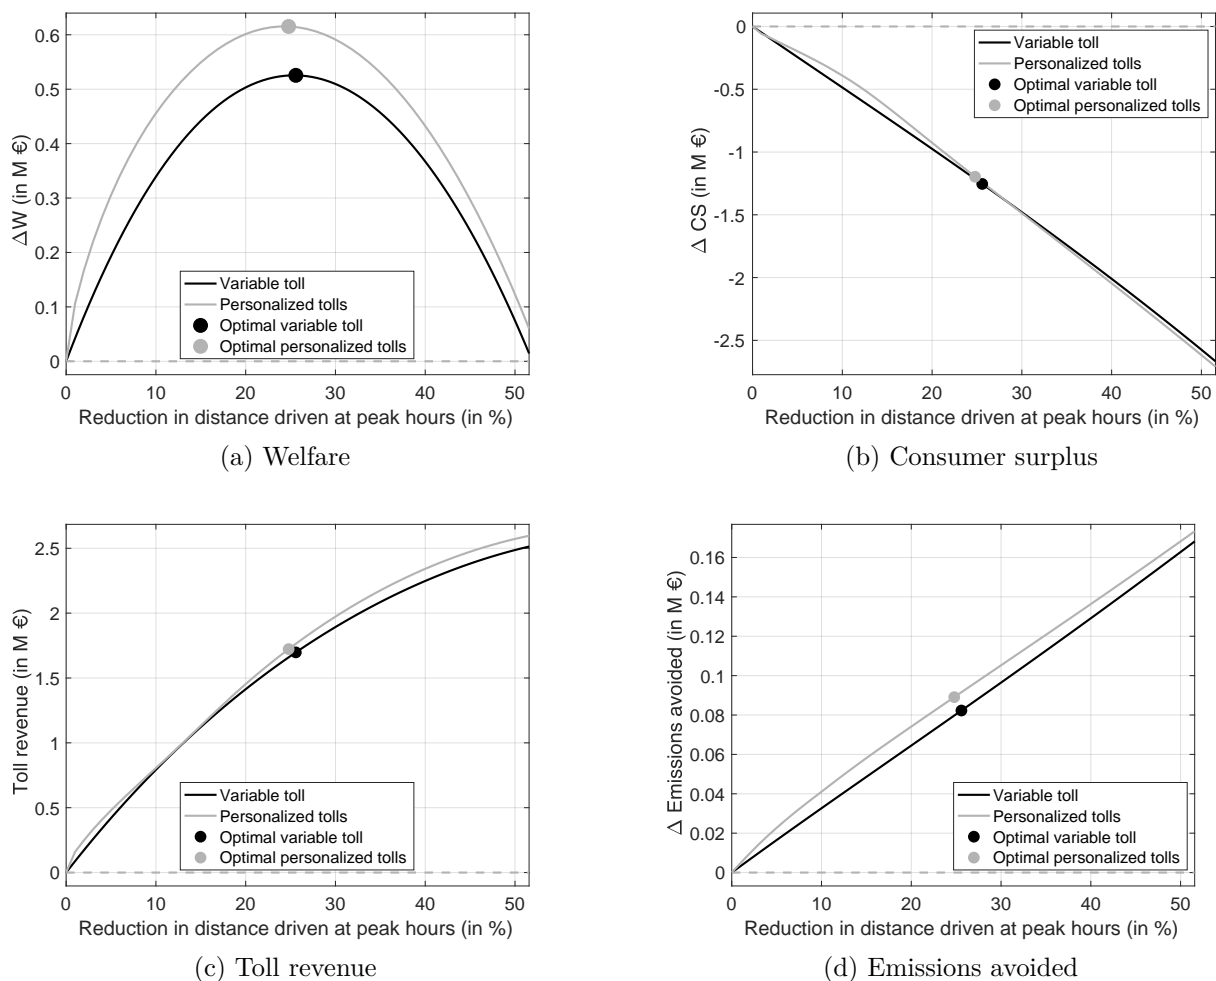 0.6
0.5
0.4
0.3
0.2
0.1
0
ΔW (in M €)
Variable toll
Personalized tolls
Optimal variable toll
Optimal personalized tolls
0 10 20 30 40 50
Reduction in distance driven at peak hours (in %)
(a) Welfare
0
-0.5
-1
-1.5
-2
-2.5
Δ CS (in M €)
Variable toll
Personalized tolls
Optimal variable toll
Optimal personalized tolls
0 10 20 30 40 50
Reduction in distance driven at peak hours (in %)
(b) Consumer surplus
2.5
2
1.5
1
0.5
0
Toll revenue (in M €)
Variable toll
Personalized tolls
Optimal variable toll
Optimal personalized tolls
0 10 20 30 40 50
Reduction in distance driven at peak hours (in %)
(c) Toll revenue
0.16
0.14
0.12
0.1
0.08
0.06
0.04
0.02
0
Δ Emissions avoided (in M €)
Variable toll
Personalized tolls
Optimal variable toll
Optimal personalized tolls
0 10 20 30 40 50
Reduction in distance driven at peak hours (in %)
(d) Emissions avoided